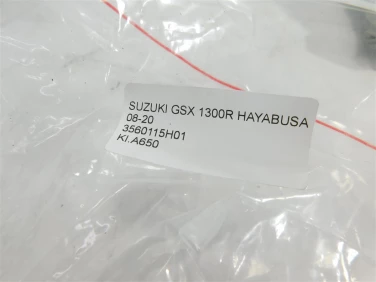 SUZUKI GSX 1300R HAYABUSA
08-20
3560115H01
KI.A650